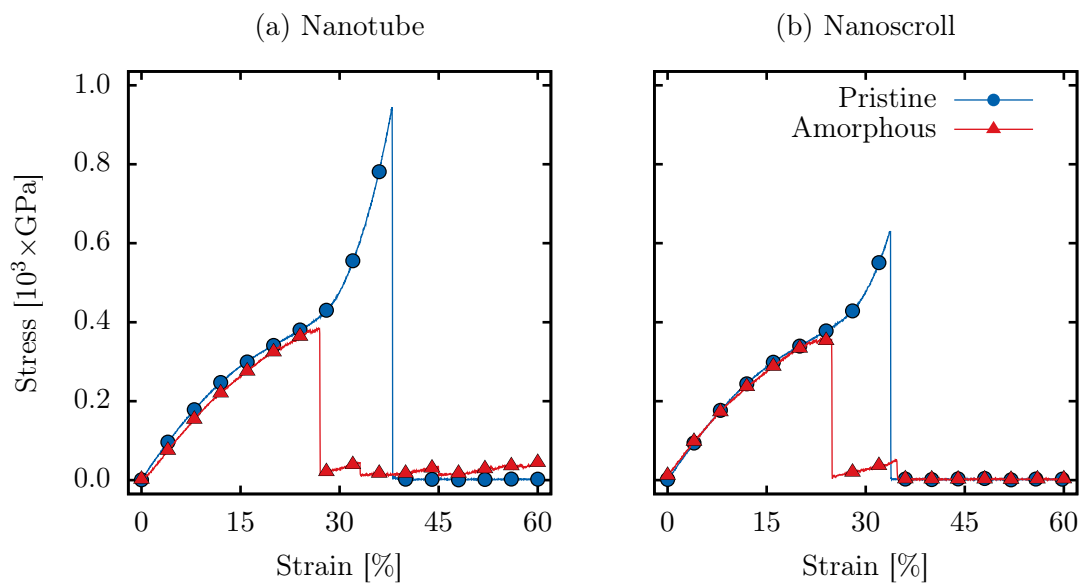 (a) Nanotube
(b) Nanoscroll
Stress [10³×GPa]
1.0
0.8
0.6
0.4
0.2
0.0
0 15 30 45 60
Strain [%]
Pristine
Amorphous
0 15 30 45 60
Strain [%]